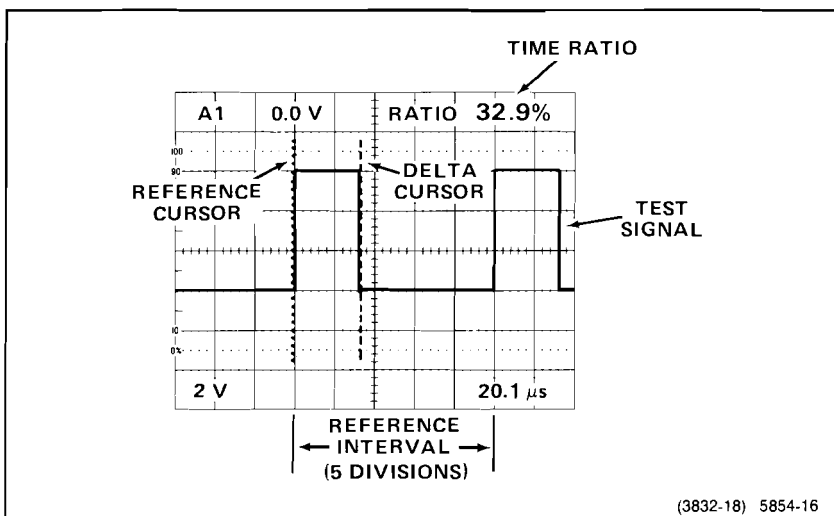 TIME RATIO
A1 0.0 V RATIO 32.9%
100
90
REFERENCE
CURSOR
DELTA
CURSOR
TEST
SIGNAL
10
0%
2 V 20.1 μs
REFERENCE
INTERVAL
(5 DIVISIONS)
(3832-18) 5854-16